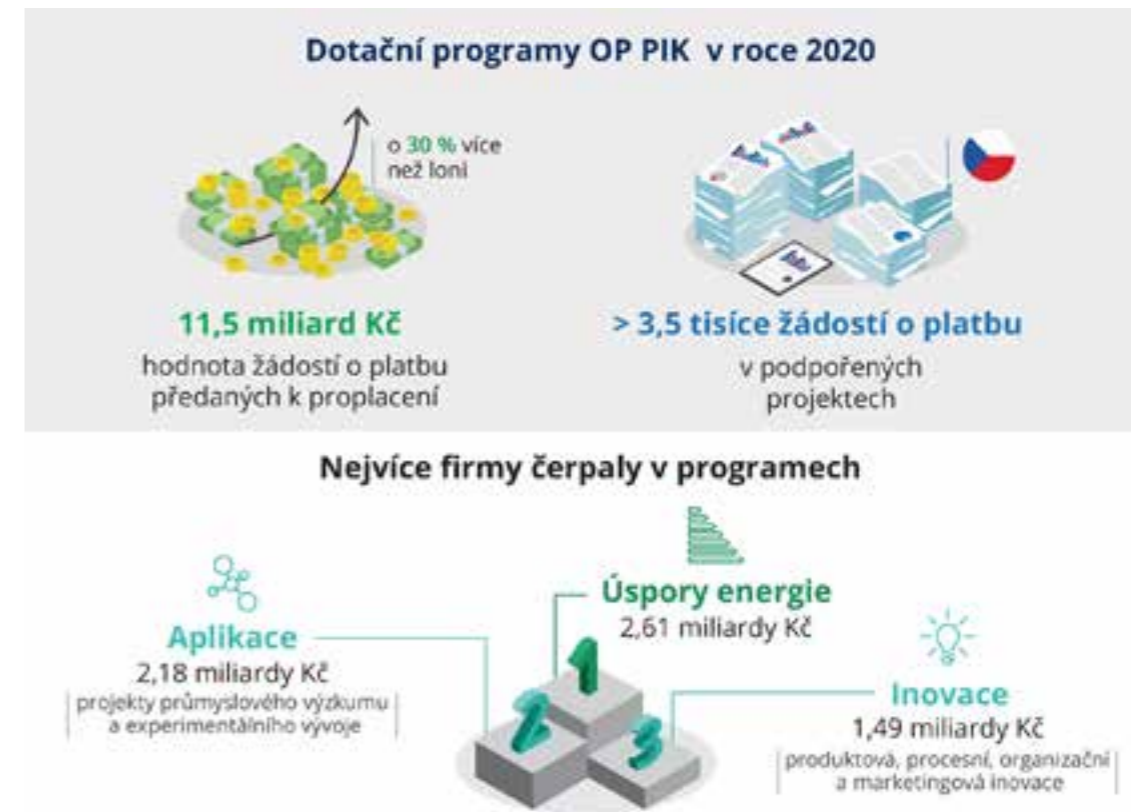 Dotační programy OP PIK v roce 2020
o 30 % více
než loni
11,5 miliard Kč
hodnota žádostí o platbu
předaných k proplacení
> 3,5 tisíce žádostí o platbu
v podpořených
projektech
Nejvíce firmy čerpaly v programech
1
Úspory energie
2,61 miliardy Kč
2
Aplikace
2,18 miliardy Kč
projekty průmyslového výzkumu
a experimentálního vývoje
3
Inovace
1,49 miliardy Kč
produktová, procesní, organizační
a marketingová inovace